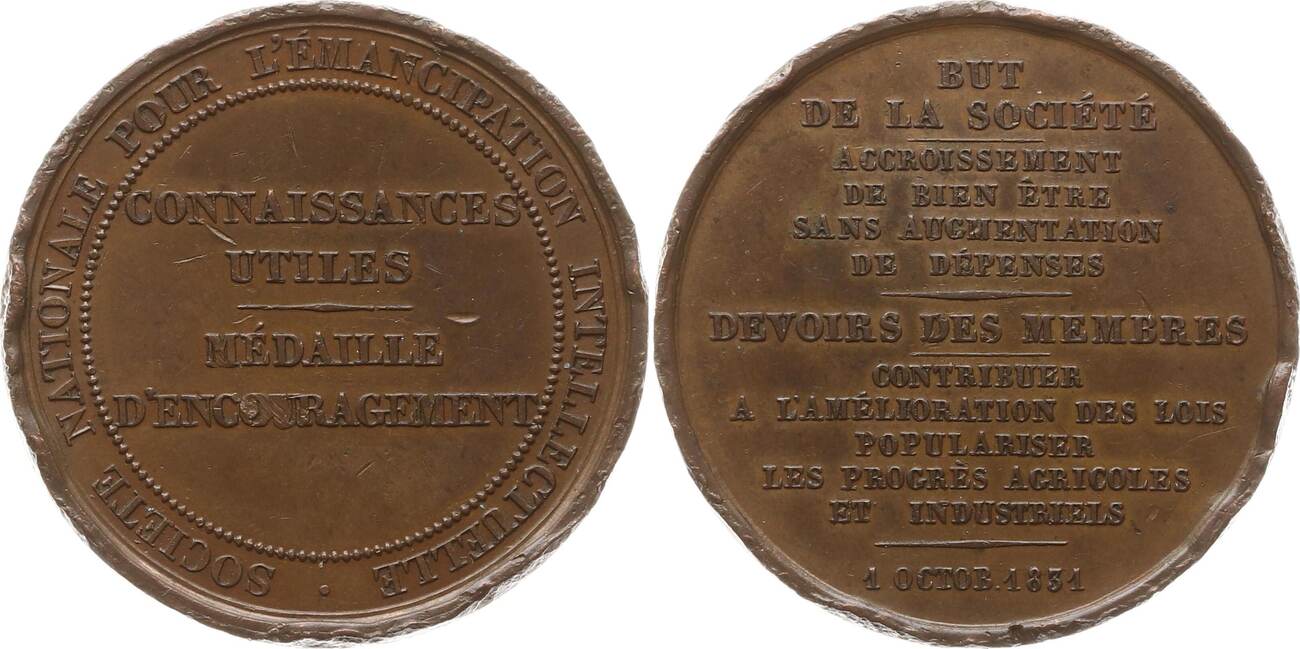 SOCIÉTÉ NATIONALE POUR L'ÉMANCIPATION INTELLECTUELLE .
CONNAISSANCES
UTILES
MÉDAILLE
D'ENCOURAGEMENT
BUT
DE LA SOCIÉTÉ
ACCROISSEMENT
DE BIEN ÊTRE
SANS AUGMENTATION
DE DÉPENSES
DEVOIRS DES MEMBRES
CONTRIBUER
A L'AMÉLIORATION DES LOIS
POPULARISER
LES PROGRÈS AGRICOLES
ET INDUSTRIELS
1 OCTOB. 1831